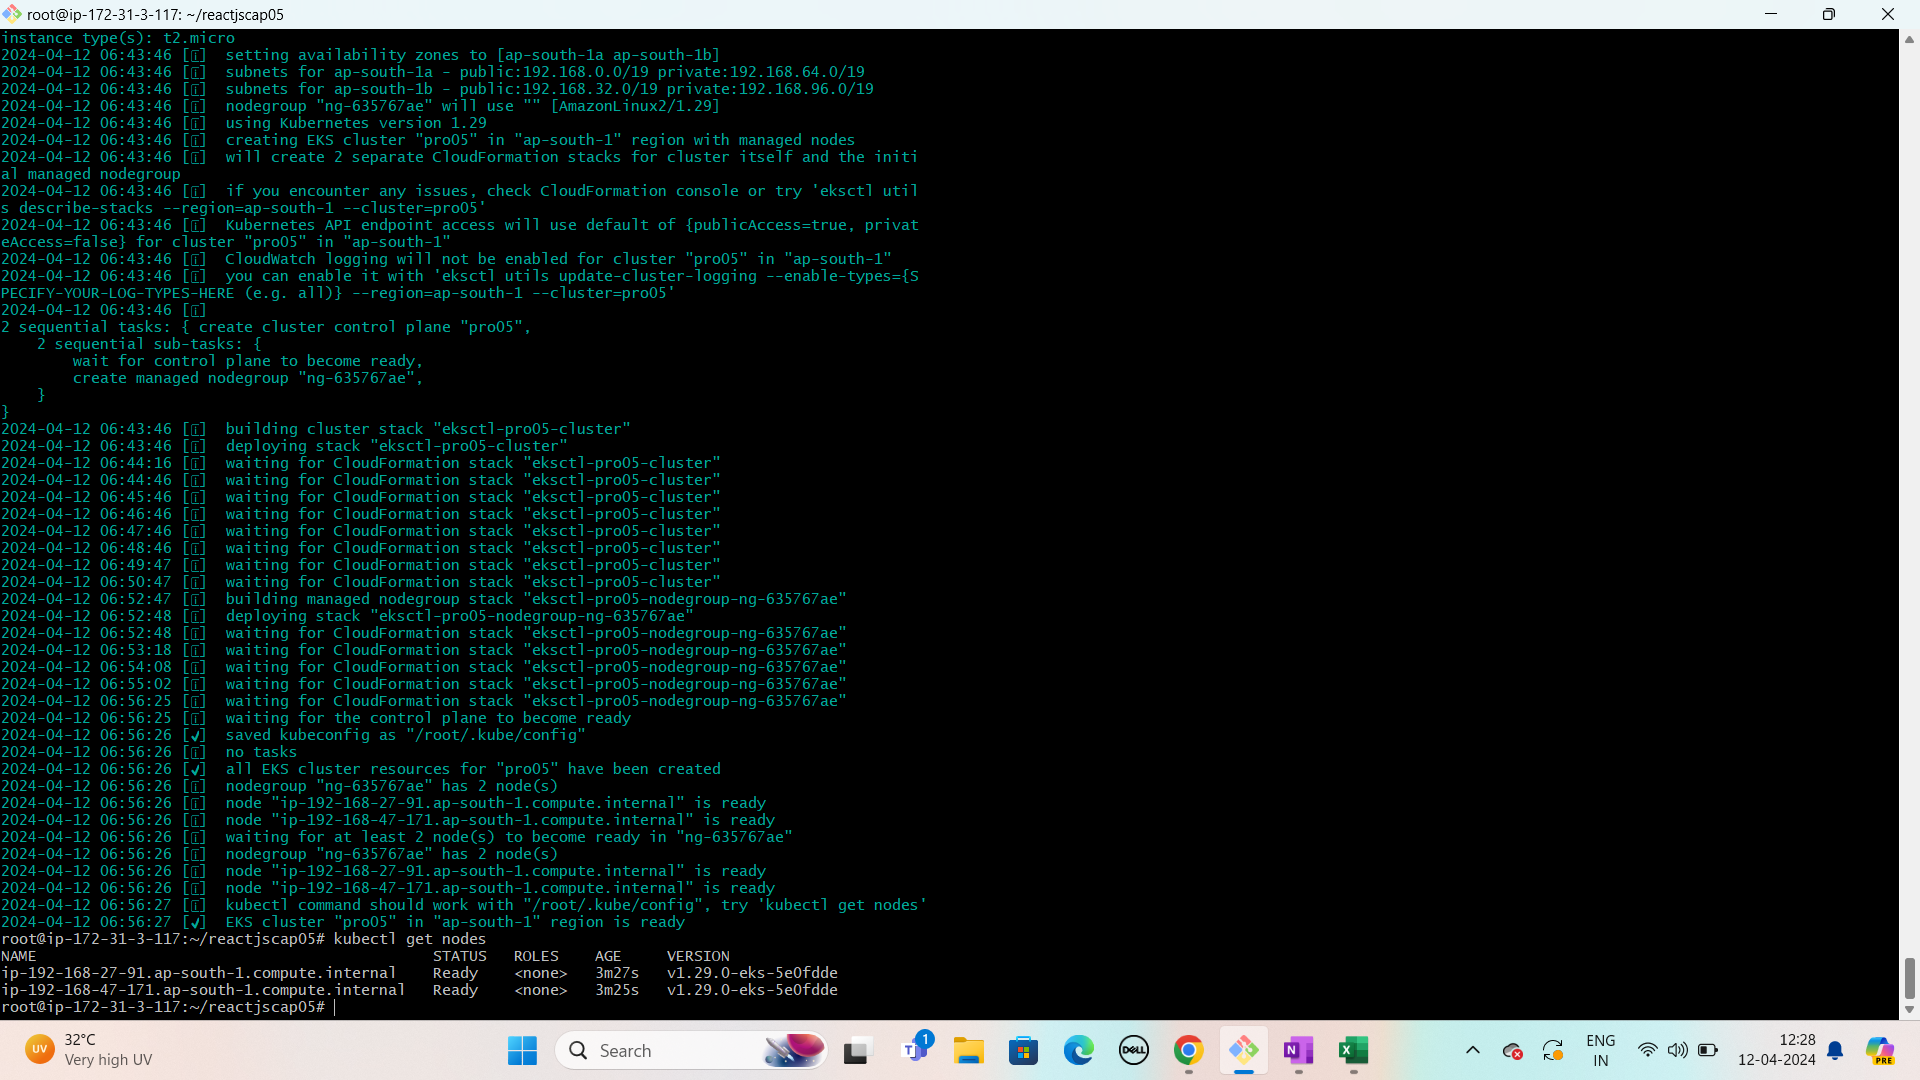 root@ip-172-31-3-117: ~/reactjscap05
instance type(s): t2.micro
2024-04-12 06:43:46 [i]  setting availability zones to [ap-south-1a ap-south-1b]
2024-04-12 06:43:46 [i]  subnets for ap-south-1a - public:192.168.0.0/19 private:192.168.64.0/19
2024-04-12 06:43:46 [i]  subnets for ap-south-1b - public:192.168.32.0/19 private:192.168.96.0/19
2024-04-12 06:43:46 [i]  nodegroup "ng-635767ae" will use "" [AmazonLinux2/1.29]
2024-04-12 06:43:46 [i]  using Kubernetes version 1.29
2024-04-12 06:43:46 [i]  creating EKS cluster "pro05" in "ap-south-1" region with managed nodes
2024-04-12 06:43:46 [i]  will create 2 separate CloudFormation stacks for cluster itself and the initi
al managed nodegroup
2024-04-12 06:43:46 [i]  if you encounter any issues, check CloudFormation console or try 'eksctl util
s describe-stacks --region=ap-south-1 --cluster=pro05'
2024-04-12 06:43:46 [i]  Kubernetes API endpoint access will use default of {publicAccess=true, privat
eAccess=false} for cluster "pro05" in "ap-south-1"
2024-04-12 06:43:46 [i]  CloudWatch logging will not be enabled for cluster "pro05" in "ap-south-1"
2024-04-12 06:43:46 [i]  you can enable it with 'eksctl utils update-cluster-logging --enable-types={S
PECIFY-YOUR-LOG-TYPES-HERE (e.g. all)} --region=ap-south-1 --cluster=pro05'
2024-04-12 06:43:46 [i]
2 sequential tasks: { create cluster control plane "pro05",
    2 sequential sub-tasks: {
        wait for control plane to become ready,
        create managed nodegroup "ng-635767ae",
    }
}
2024-04-12 06:43:46 [i]  building cluster stack "eksctl-pro05-cluster"
2024-04-12 06:43:46 [i]  deploying stack "eksctl-pro05-cluster"
2024-04-12 06:44:16 [i]  waiting for CloudFormation stack "eksctl-pro05-cluster"
2024-04-12 06:44:46 [i]  waiting for CloudFormation stack "eksctl-pro05-cluster"
2024-04-12 06:45:46 [i]  waiting for CloudFormation stack "eksctl-pro05-cluster"
2024-04-12 06:46:46 [i]  waiting for CloudFormation stack "eksctl-pro05-cluster"
2024-04-12 06:47:46 [i]  waiting for CloudFormation stack "eksctl-pro05-cluster"
2024-04-12 06:48:46 [i]  waiting for CloudFormation stack "eksctl-pro05-cluster"
2024-04-12 06:49:47 [i]  waiting for CloudFormation stack "eksctl-pro05-cluster"
2024-04-12 06:50:47 [i]  waiting for CloudFormation stack "eksctl-pro05-cluster"
2024-04-12 06:52:47 [i]  building managed nodegroup stack "eksctl-pro05-nodegroup-ng-635767ae"
2024-04-12 06:52:48 [i]  deploying stack "eksctl-pro05-nodegroup-ng-635767ae"
2024-04-12 06:52:48 [i]  waiting for CloudFormation stack "eksctl-pro05-nodegroup-ng-635767ae"
2024-04-12 06:53:18 [i]  waiting for CloudFormation stack "eksctl-pro05-nodegroup-ng-635767ae"
2024-04-12 06:54:08 [i]  waiting for CloudFormation stack "eksctl-pro05-nodegroup-ng-635767ae"
2024-04-12 06:55:02 [i]  waiting for CloudFormation stack "eksctl-pro05-nodegroup-ng-635767ae"
2024-04-12 06:56:25 [i]  waiting for CloudFormation stack "eksctl-pro05-nodegroup-ng-635767ae"
2024-04-12 06:56:25 [i]  waiting for the control plane to become ready
2024-04-12 06:56:26 [✓]  saved kubeconfig as "/root/.kube/config"
2024-04-12 06:56:26 [i]  no tasks
2024-04-12 06:56:26 [✓]  all EKS cluster resources for "pro05" have been created
2024-04-12 06:56:26 [i]  nodegroup "ng-635767ae" has 2 node(s)
2024-04-12 06:56:26 [i]  node "ip-192-168-27-91.ap-south-1.compute.internal" is ready
2024-04-12 06:56:26 [i]  node "ip-192-168-47-171.ap-south-1.compute.internal" is ready
2024-04-12 06:56:26 [i]  waiting for at least 2 node(s) to become ready in "ng-635767ae"
2024-04-12 06:56:26 [i]  nodegroup "ng-635767ae" has 2 node(s)
2024-04-12 06:56:26 [i]  node "ip-192-168-27-91.ap-south-1.compute.internal" is ready
2024-04-12 06:56:26 [i]  node "ip-192-168-47-171.ap-south-1.compute.internal" is ready
2024-04-12 06:56:27 [i]  kubectl command should work with "/root/.kube/config", try 'kubectl get nodes'
2024-04-12 06:56:27 [✓]  EKS cluster "pro05" in "ap-south-1" region is ready
root@ip-172-31-3-117:~/reactjscap05# kubectl get nodes
NAME                                            STATUS   ROLES    AGE     VERSION
ip-192-168-27-91.ap-south-1.compute.internal    Ready    <none>   3m27s   v1.29.0-eks-5e0fdde
ip-192-168-47-171.ap-south-1.compute.internal   Ready    <none>   3m25s   v1.29.0-eks-5e0fdde
root@ip-172-31-3-117:~/reactjscap05#
UV
32°C
Very high UV
Search
T
1
DELL
N
X
ENG
IN
12:28
12-04-2024
PRE